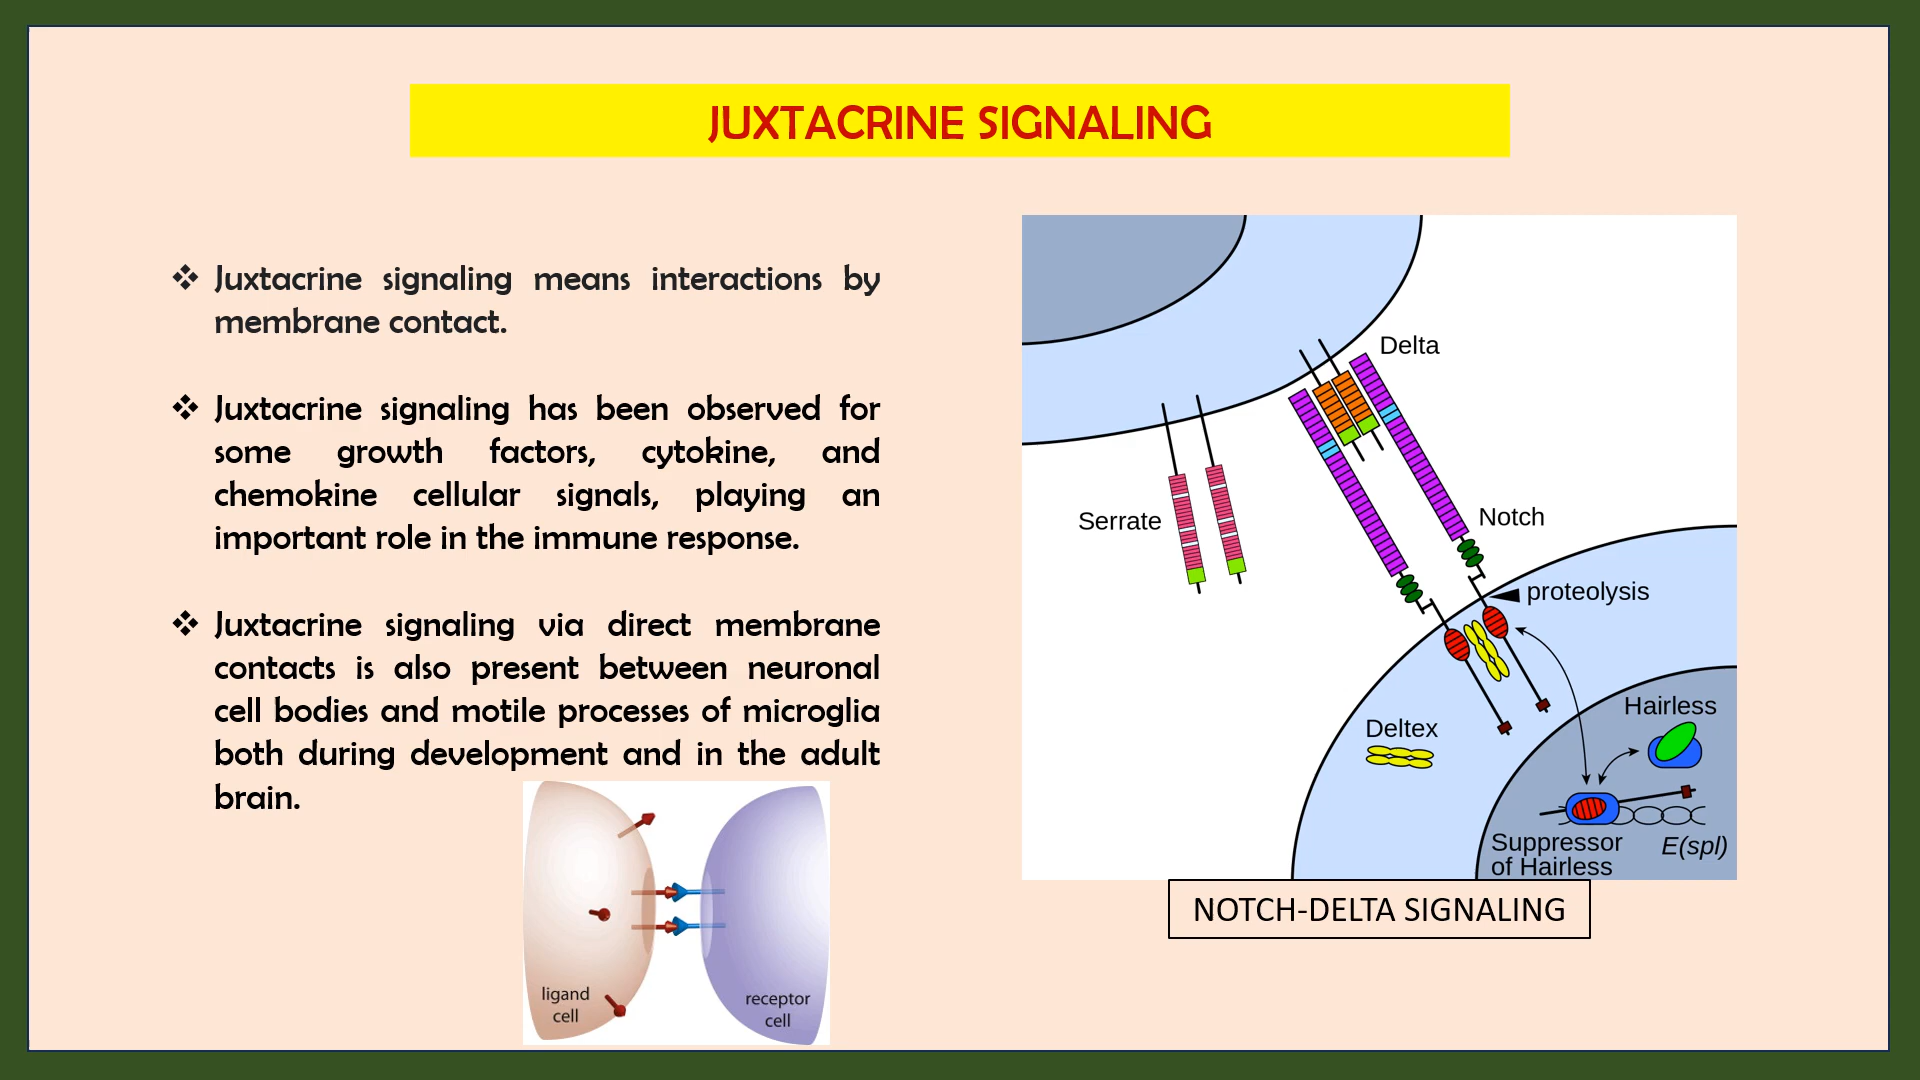 JUXTACRINE SIGNALING
❖ Juxtacrine signaling means interactions by
membrane contact.
❖ Juxtacrine signaling has been observed for
some growth factors, cytokine, and
chemokine cellular signals, playing an
important role in the immune response.
❖ Juxtacrine signaling via direct membrane
contacts is also present between neuronal
cell bodies and motile processes of microglia
both during development and in the adult
brain.
ligand
cell
receptor
cell
Delta
Serrate
Notch
proteolysis
Deltex
Hairless
Suppressor
of Hairless
E(spl)
NOTCH-DELTA SIGNALING